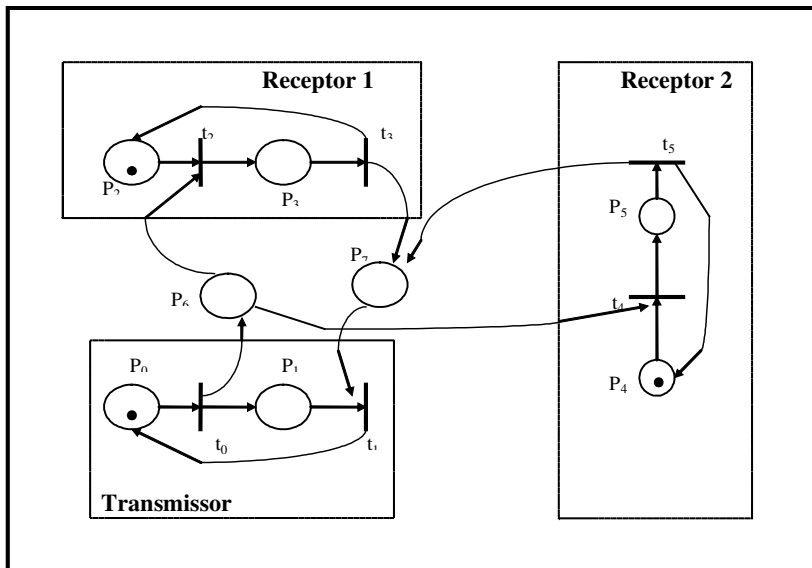 Receptor 1
Receptor 2
t₂
t₃
P₂
P₃
t₅
P₅
P₇
P₆
t₄
P₄
P₀
P₁
t₀
t₁
Transmissor